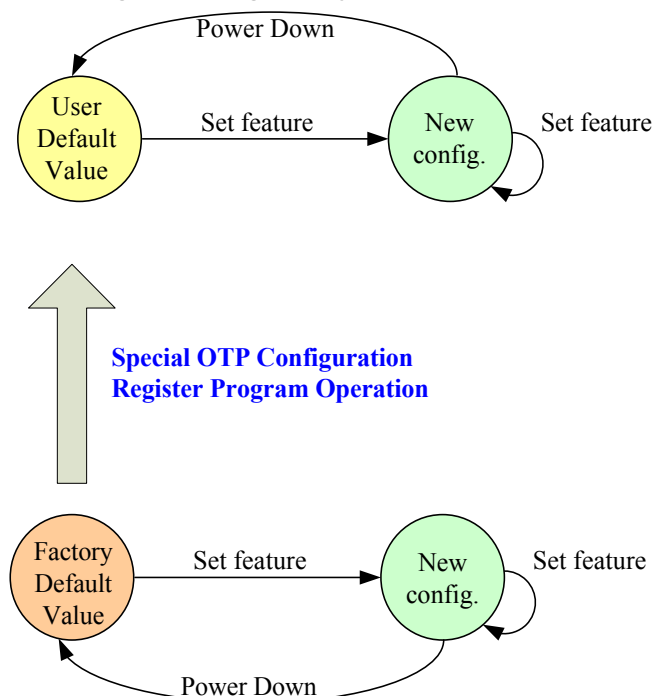 Power Down
User
Default
Value
Set feature
New
config.
Set feature
Special OTP Configuration
Register Program Operation
Factory
Default
Value
Set feature
New
config.
Set feature
Power Down